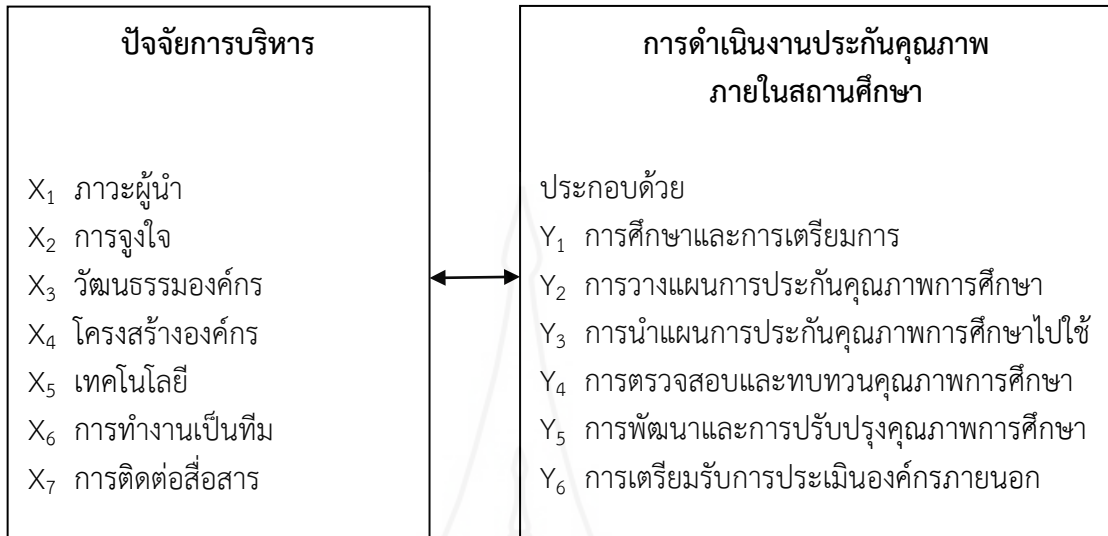 ปัจจัยการบริหาร
X₁ ภาวะผู้นำ
X₂ การจูงใจ
X₃ วัฒนธรรมองค์กร
X₄ โครงสร้างองค์กร
X₅ เทคโนโลยี
X₆ การทำงานเป็นทีม
X₇ การติดต่อสื่อสาร
การดำเนินงานประกันคุณภาพ
ภายในสถานศึกษา
ประกอบด้วย
Y₁ การศึกษาและการเตรียมการ
Y₂ การวางแผนการประกันคุณภาพการศึกษา
Y₃ การนำแผนการประกันคุณภาพการศึกษาไปใช้
Y₄ การตรวจสอบและทบทวนคุณภาพการศึกษา
Y₅ การพัฒนาและการปรับปรุงคุณภาพการศึกษา
Y₆ การเตรียมรับการประเมินองค์กรภายนอก